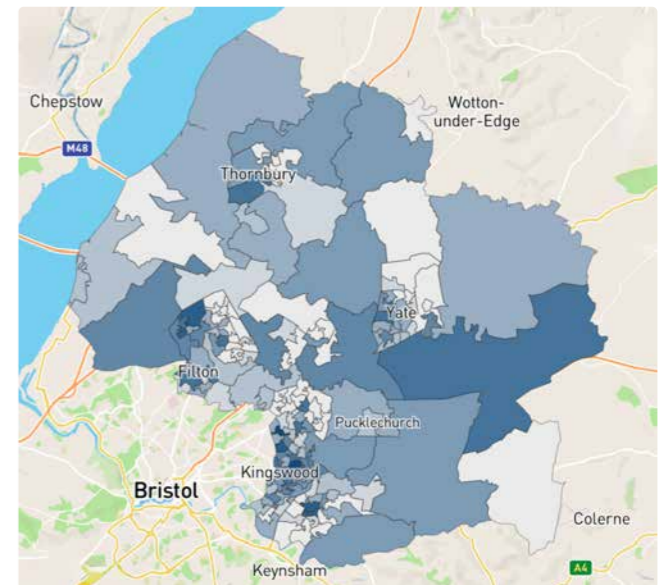 Chepstow
Wotton-
under-Edge
M48
Thornbury
Yate
Filton
Pucklechurch
Kingswood
Bristol
Colerne
Keynsham
A4